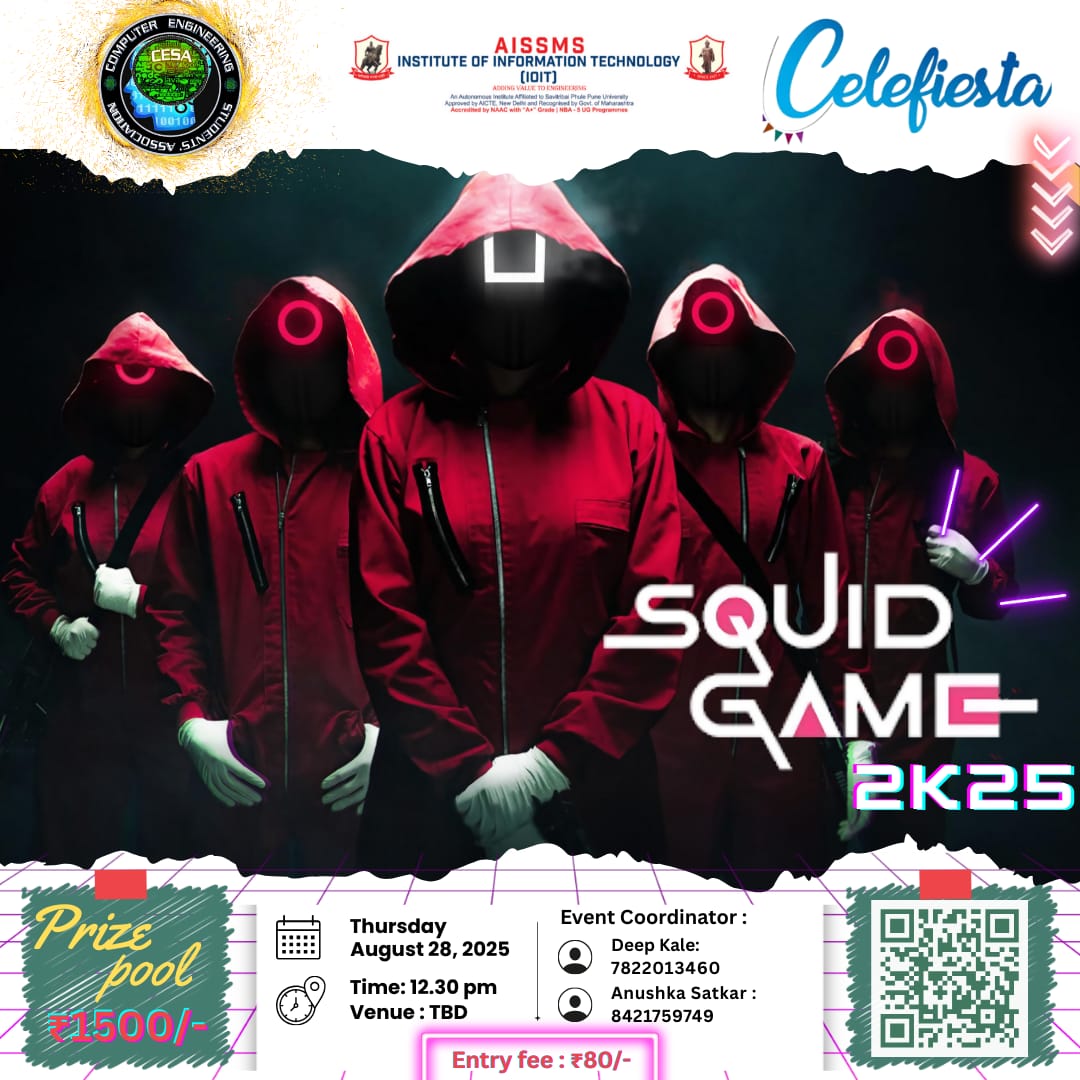 COMPUTER ENGINEERING
CESA
STUDENTS' ASSOCIATION
AISSMS
INSTITUTE OF INFORMATION TECHNOLOGY
(IOIT)
ADDING VALUE TO ENGINEERING
An Autonomous Institute Affiliated to Savitribai Phule Pune University
Approved by AICTE, New Delhi and Recognised by Govt. of Maharashtra
Accredited by NAAC with "A+" Grade | NBA - 5 UG Programmes
Celefiesta
SQUID
GAME
2K25
Prize
pool
₹1500/-
Thursday
August 28, 2025
Time: 12.30 pm
Venue : TBD
Event Coordinator :
Deep Kale:
7822013460
Anushka Satkar :
8421759749
Entry fee : ₹80/-